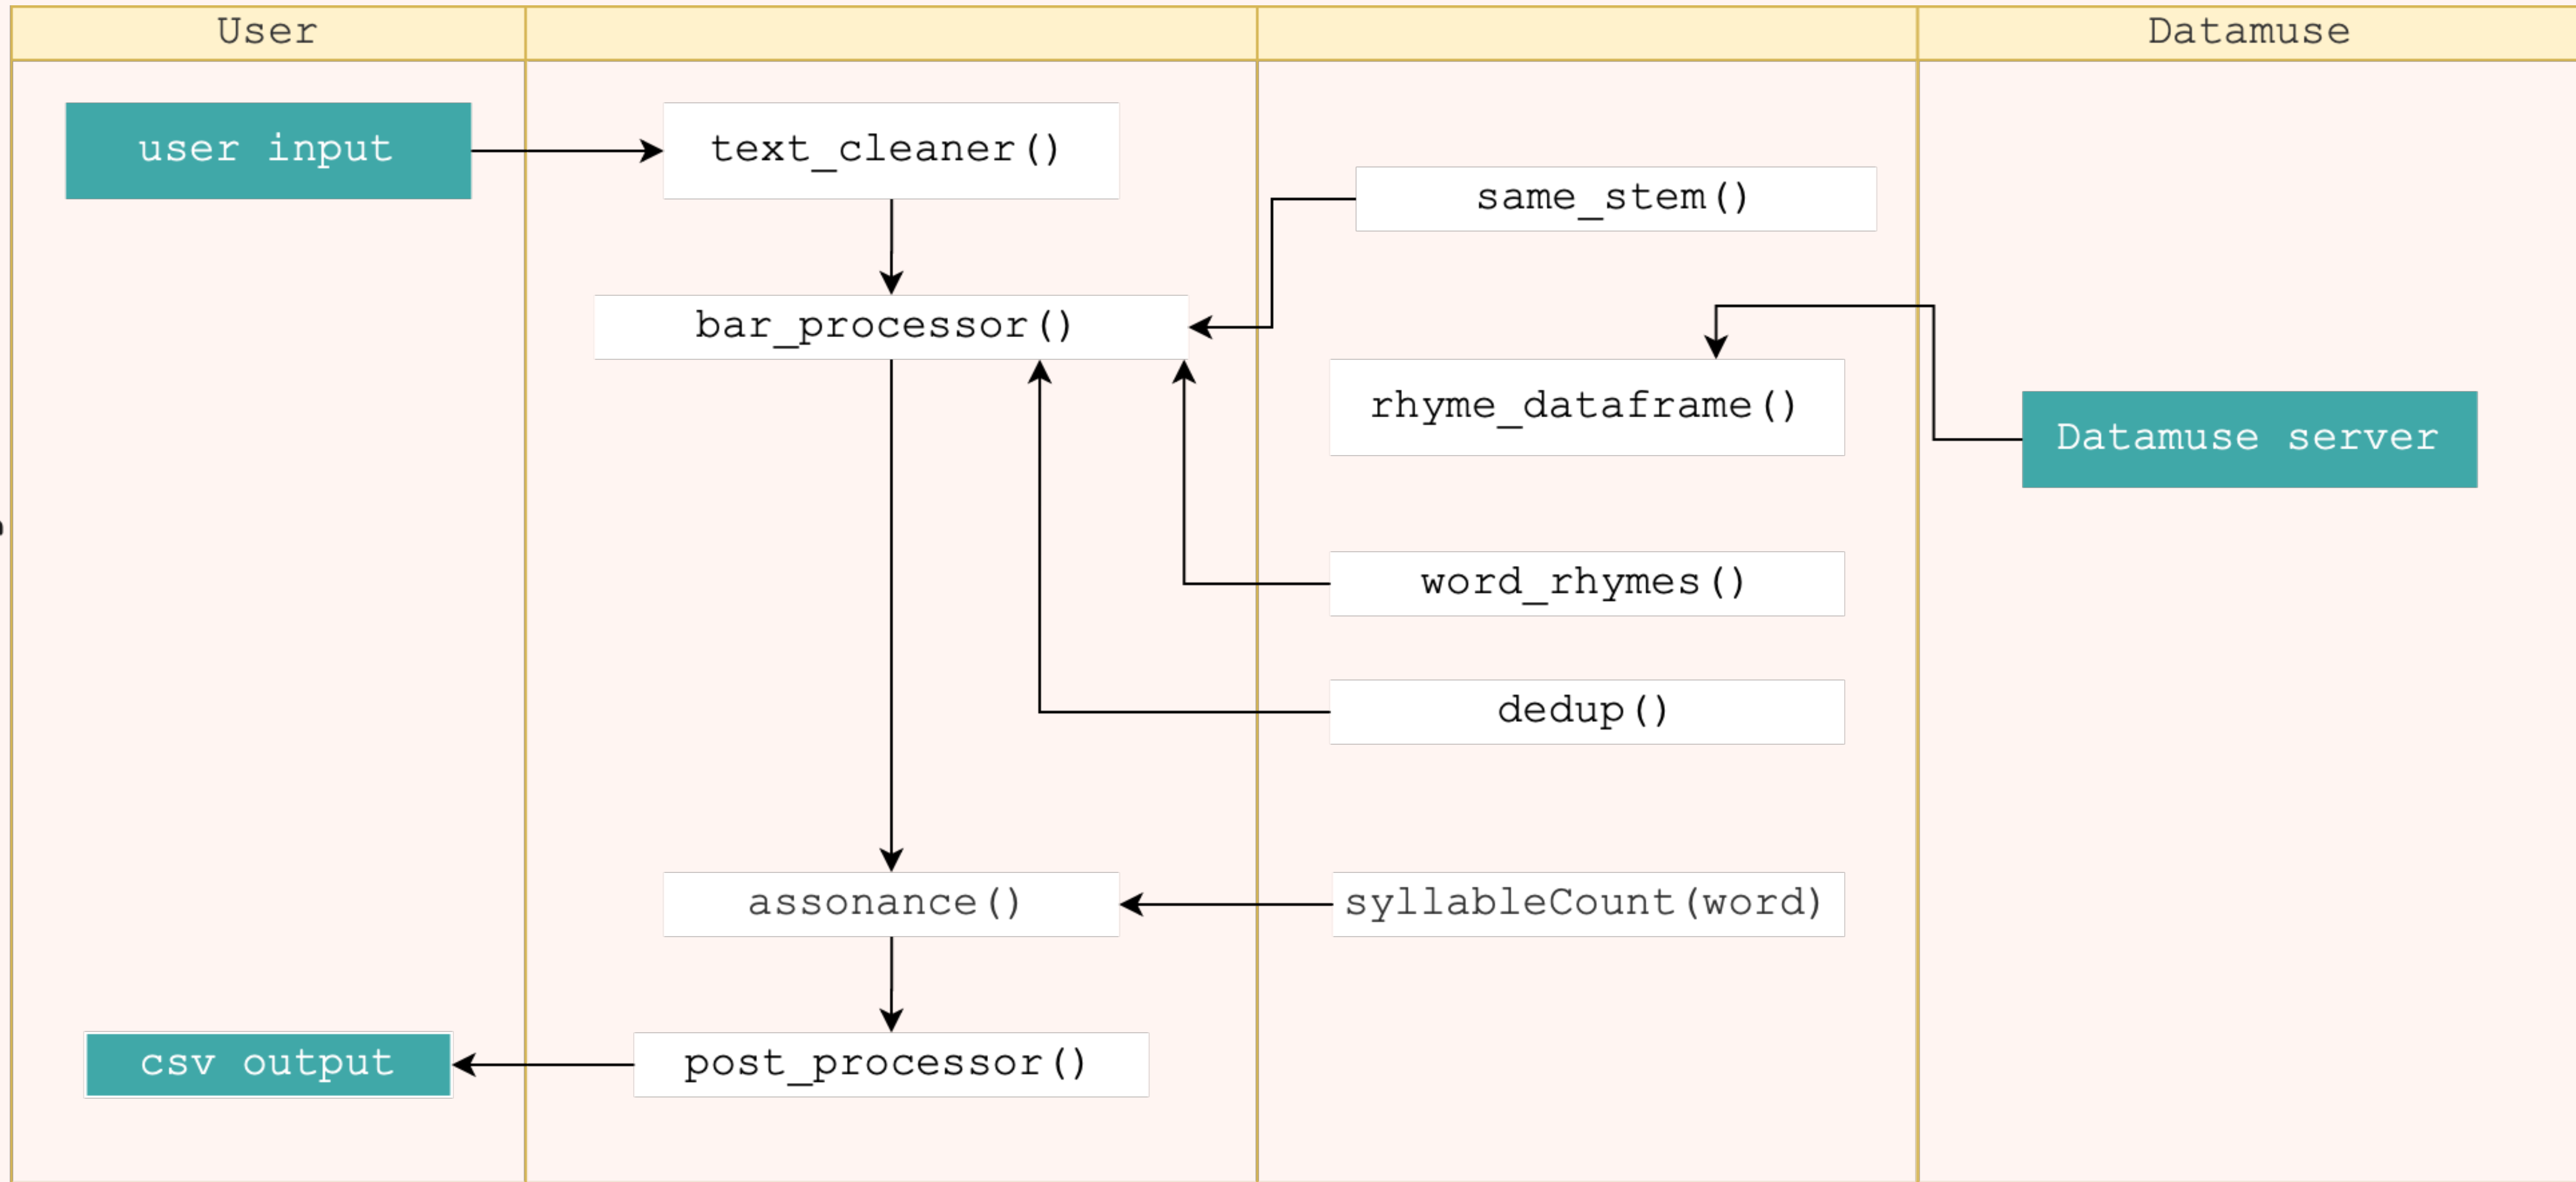 User
Datamuse
user input
text_cleaner()
same_stem()
bar_processor()
rhyme_dataframe()
Datamuse server
word_rhymes()
dedup()
assonance()
syllableCount(word)
csv output
post_processor()